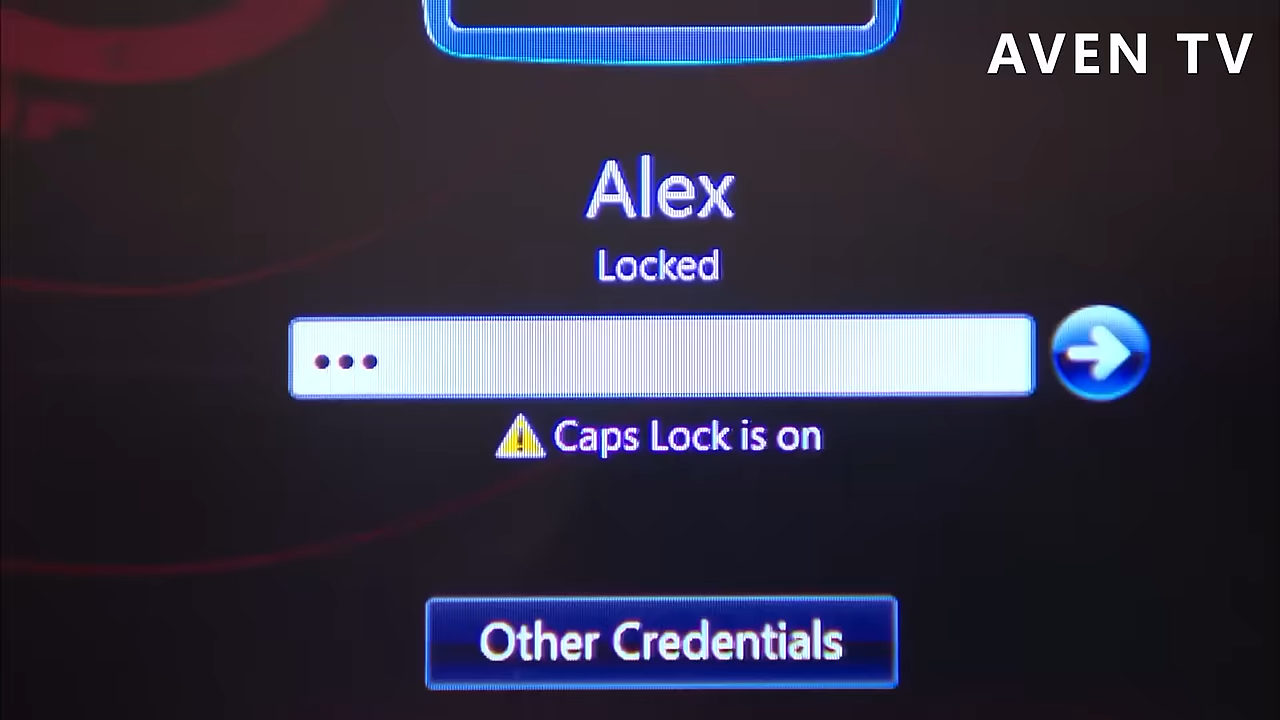 AVEN TV
Alex
Locked
Caps Lock is on
Other Credentials